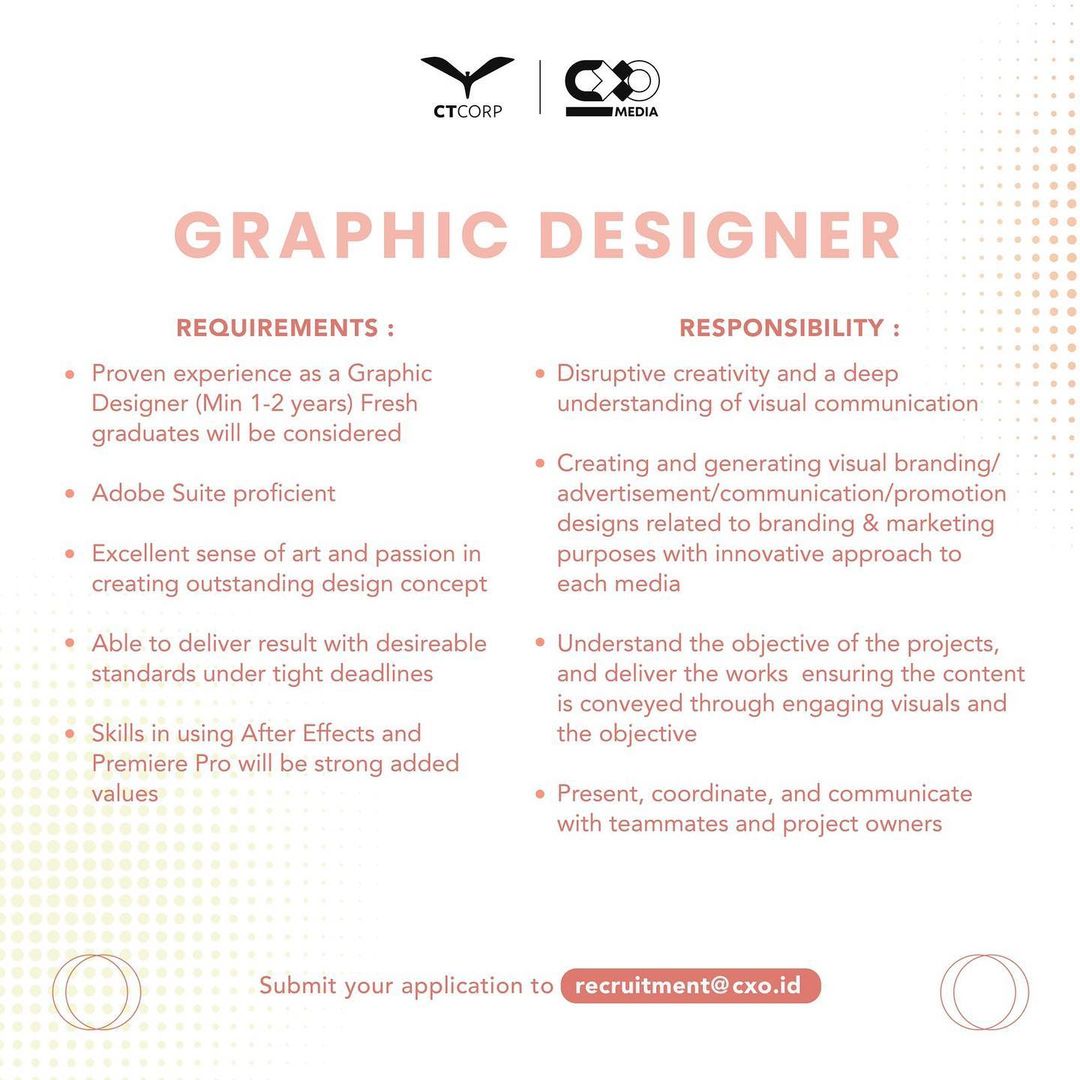 CTCORP
CXO
MEDIA
GRAPHIC DESIGNER
REQUIREMENTS :
Proven experience as a Graphic
Designer (Min 1-2 years) Fresh
graduates will be considered
Adobe Suite proficient
Excellent sense of art and passion in
creating outstanding design concept
Able to deliver result with desireable
standards under tight deadlines
Skills in using After Effects and
Premiere Pro will be strong added
values
RESPONSIBILITY :
Disruptive creativity and a deep
understanding of visual communication
Creating and generating visual branding/
advertisement/communication/promotion
designs related to branding & marketing
purposes with innovative approach to
each media
Understand the objective of the projects,
and deliver the works  ensuring the content
is conveyed through engaging visuals and
the objective
Present, coordinate, and communicate
with teammates and project owners
Submit your application to recruitment@cxo.id